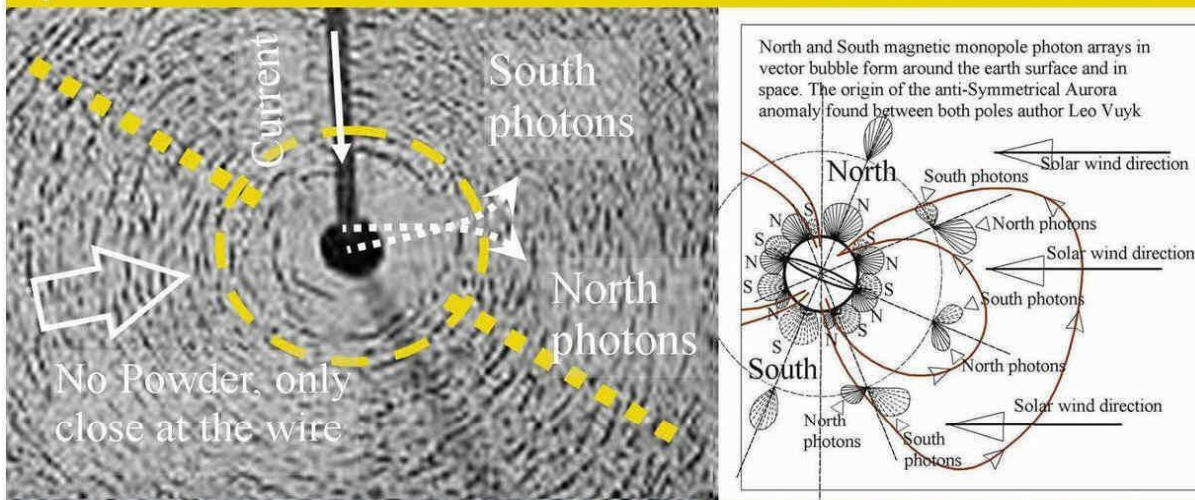 Current
South
photons
North
photons
No Powder, only
close at the wire
North and South magnetic monopole photon arrays in
vector bubble form around the earth surface and in
space. The origin of the anti-Symmetrical Aurora
anomaly found between both poles author Leo Vuyk
North
Solar wind direction
South photons
North photons
N
S
N
S
N
S
N
S
N
S
N
S
N
S
N
S
Solar wind direction
South photons
South
North photons
Solar wind direction
North
photons
South
photons